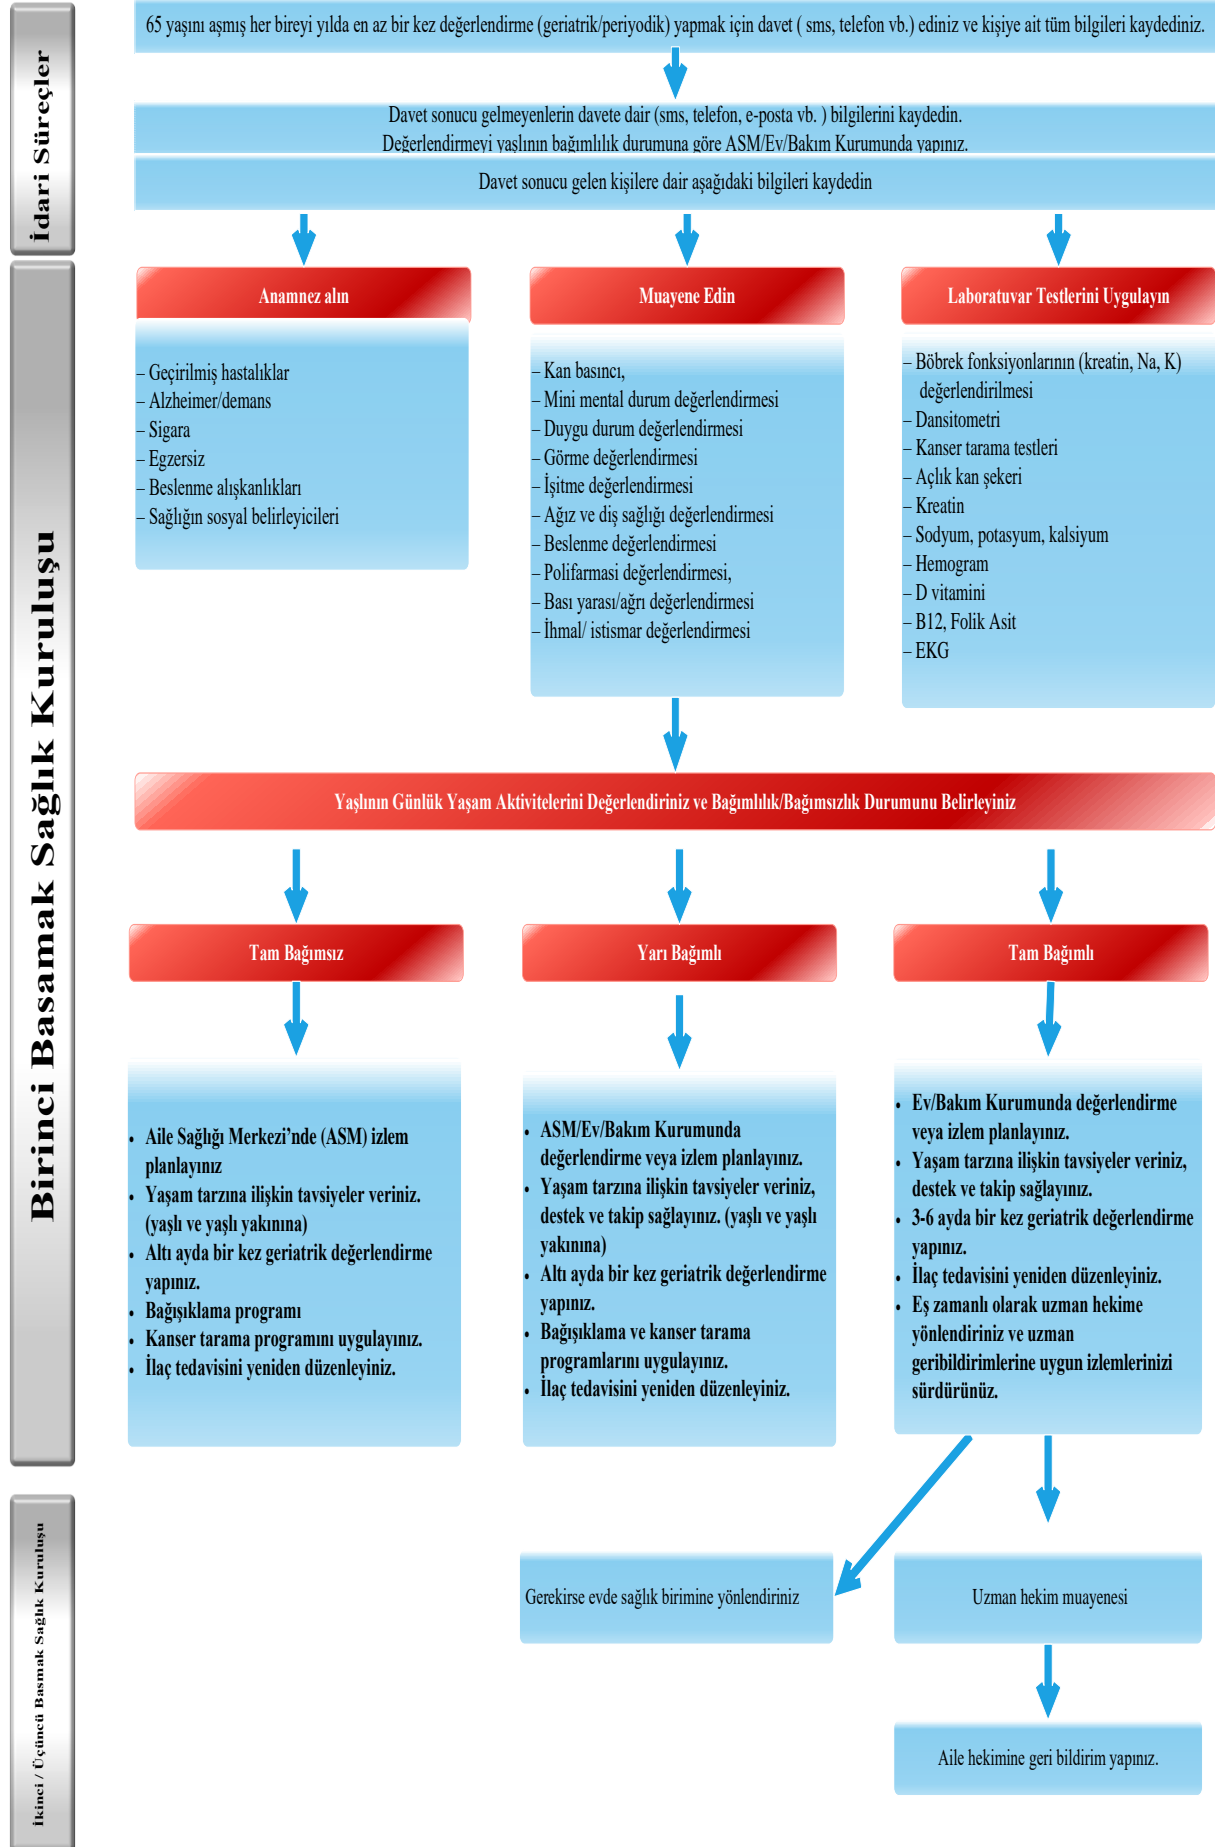 İdari Süreçler
65 yaşını aşmış her bireyi yılda en az bir kez değerlendirme (geriatrik/periyodik) yapmak için davet ( sms, telefon vb.) ediniz ve kişiye ait tüm bilgileri kaydediniz.
Davet sonucu gelmeyenlerin davete dair (sms, telefon, e-posta vb. ) bilgilerini kaydedin.
Değerlendirmeyi yaşlının bağımlılık durumuna göre ASM/Ev/Bakım Kurumunda yapınız.
Davet sonucu gelen kişilere dair aşağıdaki bilgileri kaydedin
Birinci Basamak Sağlık Kuruluşu
Anamnez alın
– Geçirilmiş hastalıklar
– Alzheimer/demans
– Sigara
– Egzersiz
– Beslenme alışkanlıkları
– Sağlığın sosyal belirleyicileri
Muayene Edin
– Kan basıncı,
– Mini mental durum değerlendirmesi
– Duygu durum değerlendirmesi
– Görme değerlendirmesi
– İşitme değerlendirmesi
– Ağız ve diş sağlığı değerlendirmesi
– Beslenme değerlendirmesi
– Polifarmasi değerlendirmesi,
– Bası yarası/ağrı değerlendirmesi
– İhmal/ istismar değerlendirmesi
Laboratuvar Testlerini Uygulayın
– Böbrek fonksiyonlarının (kreatin, Na, K)
değerlendirilmesi
– Dansitometri
– Kanser tarama testleri
– Açlık kan şekeri
– Kreatin
– Sodyum, potasyum, kalsiyum
– Hemogram
– D vitamini
– B12, Folik Asit
– EKG
Yaşlının Günlük Yaşam Aktivitelerini Değerlendiriniz ve Bağımlılık/Bağımsızlık Durumunu Belirleyiniz
Tam Bağımsız
• Aile Sağlığı Merkezi’nde (ASM) izlem
planlayınız
• Yaşam tarzına ilişkin tavsiyeler veriniz.
(yaşlı ve yaşlı yakınına)
• Altı ayda bir kez geriatrik değerlendirme
yapınız.
• Bağışıklama programı
• Kanser tarama programını uygulayınız.
• İlaç tedavisini yeniden düzenleyiniz.
Yarı Bağımlı
• ASM/Ev/Bakım Kurumunda
değerlendirme veya izlem planlayınız.
• Yaşam tarzına ilişkin tavsiyeler veriniz,
destek ve takip sağlayınız. (yaşlı ve yaşlı
yakınına)
• Altı ayda bir kez geriatrik değerlendirme
yapınız.
• Bağışıklama ve kanser tarama
programlarını uygulayınız.
• İlaç tedavisini yeniden düzenleyiniz.
Tam Bağımlı
• Ev/Bakım Kurumunda değerlendirme
veya izlem planlayınız.
• Yaşam tarzına ilişkin tavsiyeler veriniz,
destek ve takip sağlayınız.
• 3-6 ayda bir kez geriatrik değerlendirme
yapınız.
• İlaç tedavisini yeniden düzenleyiniz.
• Eş zamanlı olarak uzman hekime
yönlendiriniz ve uzman
geribildirimlerine uygun izlemlerinizi
sürdürünüz.
İkinci / Üçüncü Basmak Sağlık Kuruluşu
Gerekirse evde sağlık birimine yönlendiriniz
Uzman hekim muayenesi
Aile hekimine geri bildirim yapınız.